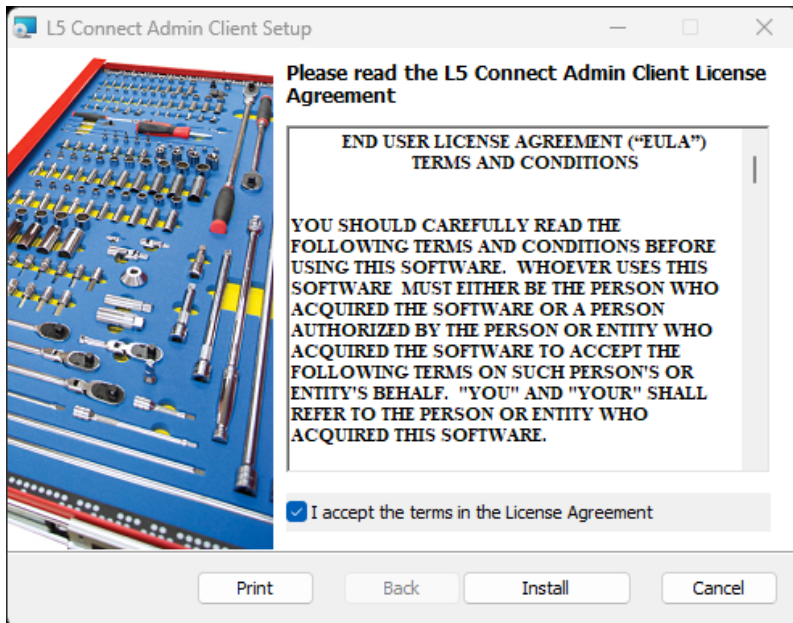 L5 Connect Admin Client Setup
Please read the L5 Connect Admin Client License
Agreement
END USER LICENSE AGREEMENT (“EULA”)
TERMS AND CONDITIONS
YOU SHOULD CAREFULLY READ THE
FOLLOWING TERMS AND CONDITIONS BEFORE
USING THIS SOFTWARE.  WHOEVER USES THIS
SOFTWARE  MUST EITHER BE THE PERSON WHO
ACQUIRED THE SOFTWARE OR A PERSON
AUTHORIZED BY THE PERSON OR ENTITY WHO
ACQUIRED THE SOFTWARE TO ACCEPT THE
FOLLOWING TERMS ON SUCH PERSON'S OR
ENTITY'S BEHALF.  "YOU" AND "YOUR" SHALL
REFER TO THE PERSON OR ENTITY WHO
ACQUIRED THIS SOFTWARE.
I accept the terms in the License Agreement
Print Back Install Cancel